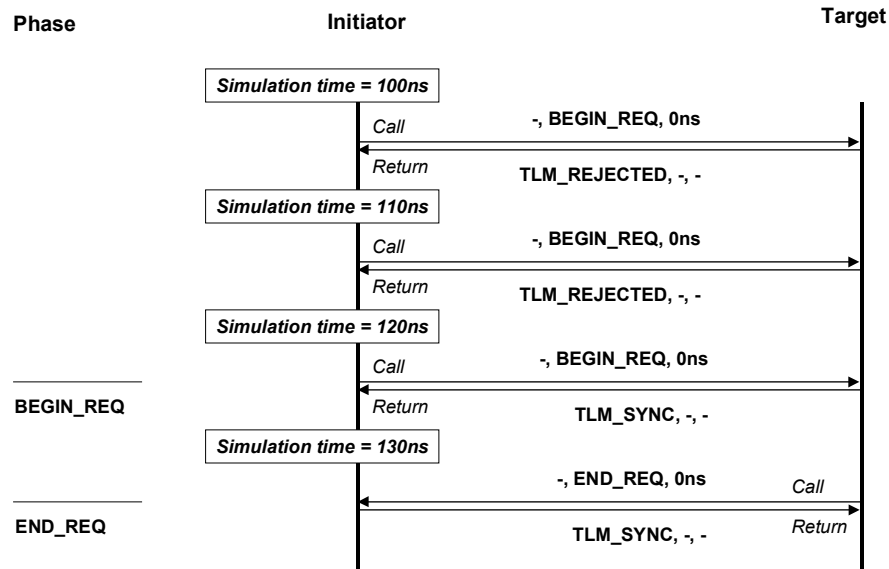 Phase Initiator Target
Simulation time = 100ns
Call -, BEGIN_REQ, 0ns
Return TLM_REJECTED, -, -
Simulation time = 110ns
Call -, BEGIN_REQ, 0ns
Return TLM_REJECTED, -, -
Simulation time = 120ns
Call -, BEGIN_REQ, 0ns
BEGIN_REQ Return TLM_SYNC, -, -
Simulation time = 130ns
-, END_REQ, 0ns Call
END_REQ TLM_SYNC, -, - Return